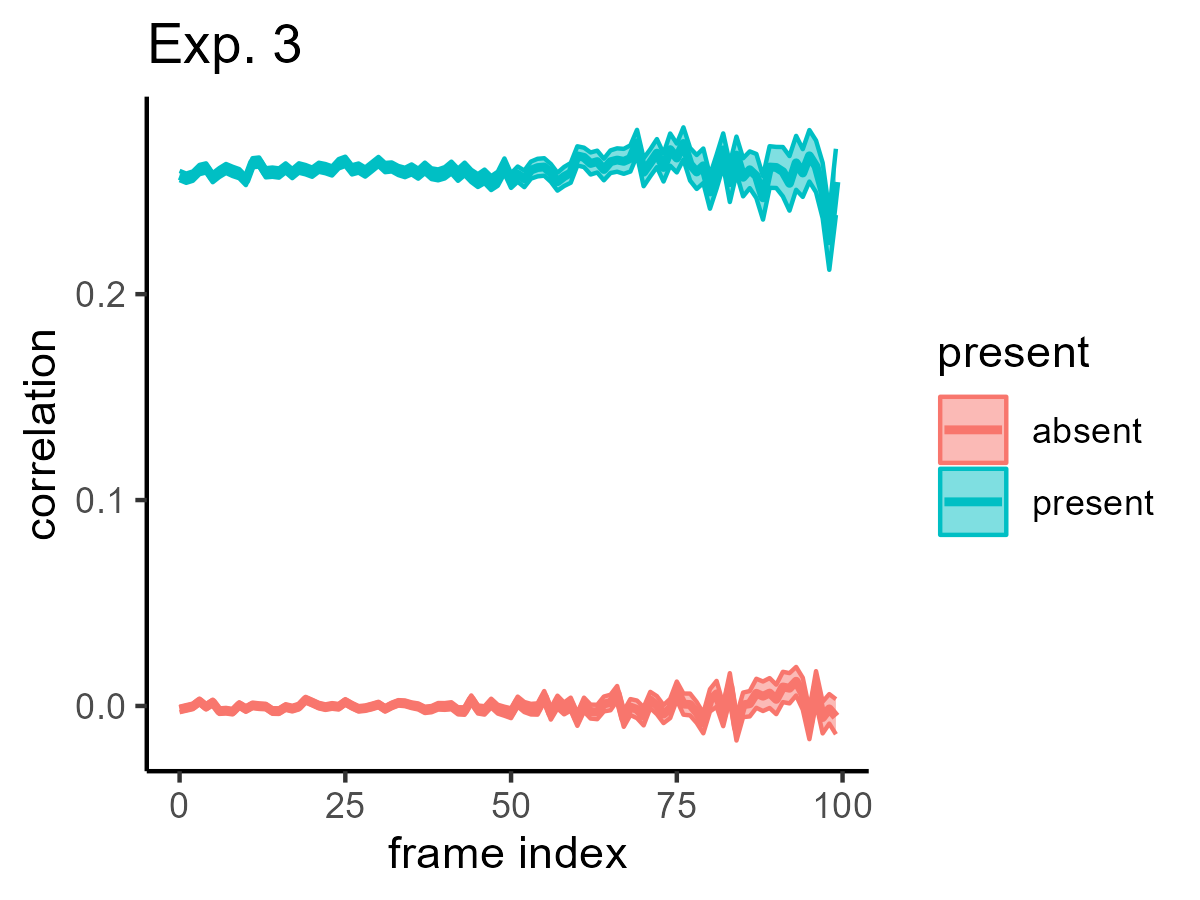 Exp. 3
correlation
0.2
0.1
0.0
0 25 50 75 100
frame index
present
absent
present